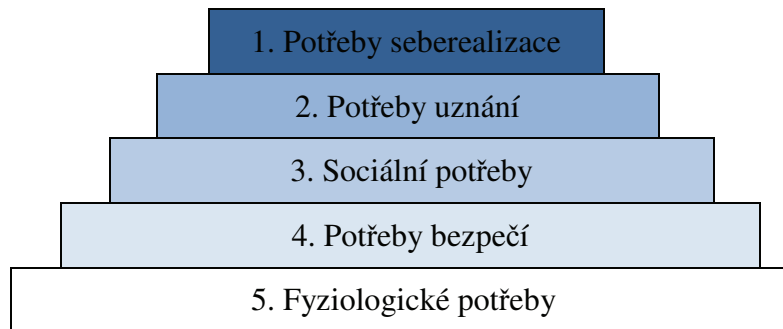 1. Potřeby seberealizace
2. Potřeby uznání
3. Sociální potřeby
4. Potřeby bezpečí
5. Fyziologické potřeby